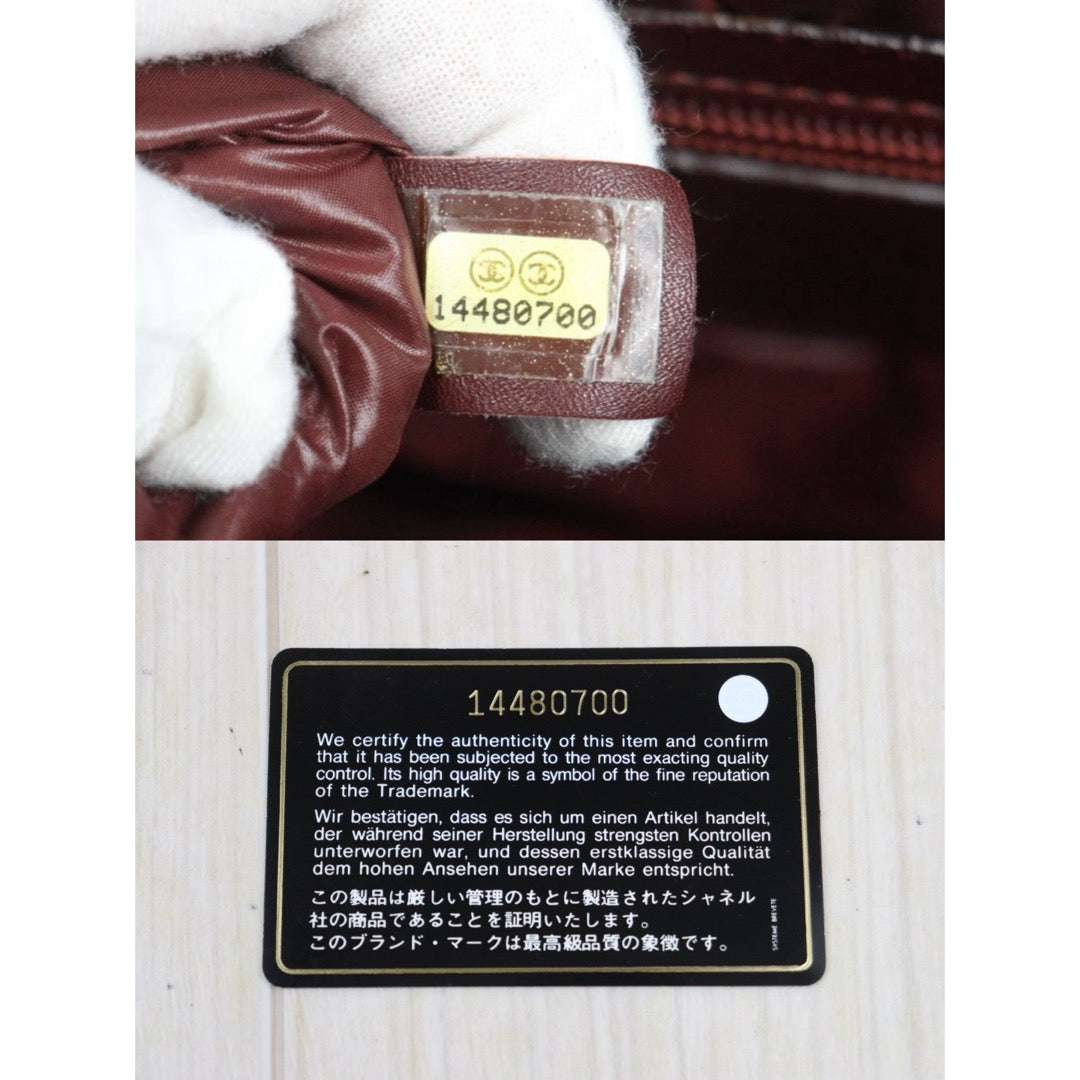 14480700
14480700
We certify the authenticity of this item and confirm
that it has been subjected to the most exacting quality
control. Its high quality is a symbol of the fine reputation
of the Trademark.
Wir bestätigen, dass es sich um einen Artikel handelt,
der während seiner Herstellung strengsten Kontrollen
unterworfen war, und dessen erstklassige Qualität
dem hohen Ansehen unserer Marke entspricht.
この製品は厳しい管理のもとに製造されたシャネル
社の商品であることを証明いたします。
このブランド・マークは最高級品質の象徴です。
SYSTEME BREVETE